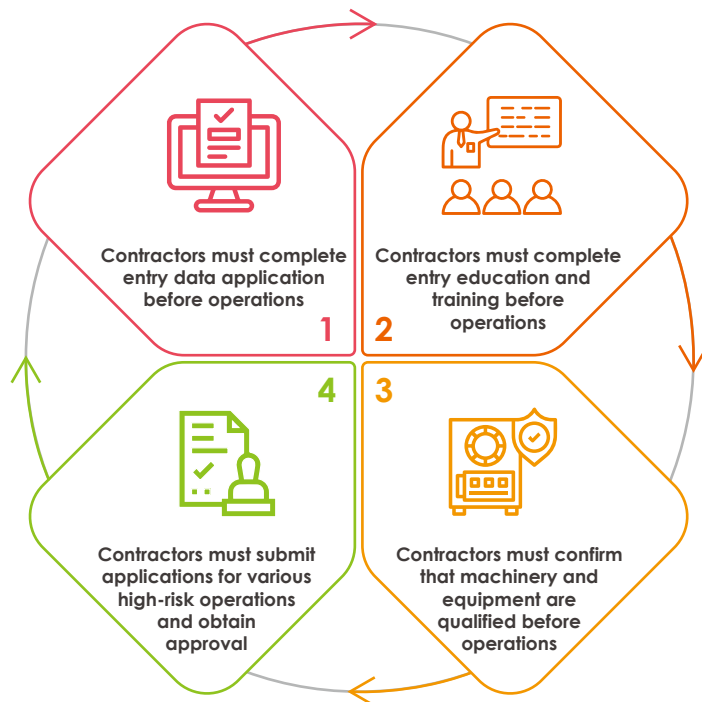 Contractors must complete
entry data application
before operations
1
Contractors must complete
entry education and
training before
operations
2
3
Contractors must confirm
that machinery and
equipment are
qualified before
operations
4
Contractors must submit
applications for various
high-risk operations
and obtain
approval